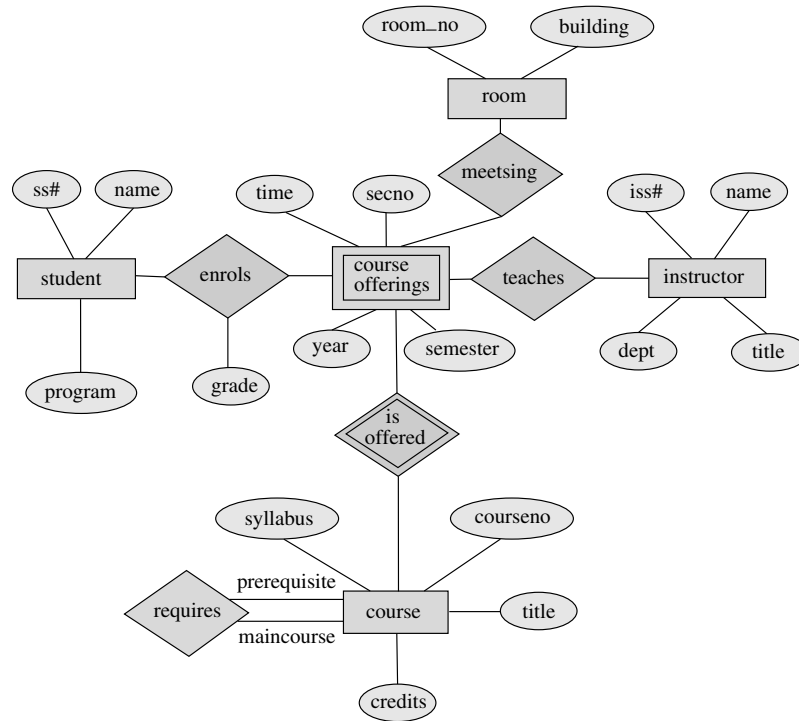 room_no
building
room
meetsing
ss#
name
time
secno
iss#
name
student
enrols
course
offerings
teaches
instructor
year
semester
dept
title
program
grade
is
offered
syllabus
courseno
prerequisite
requires
course
title
maincourse
credits